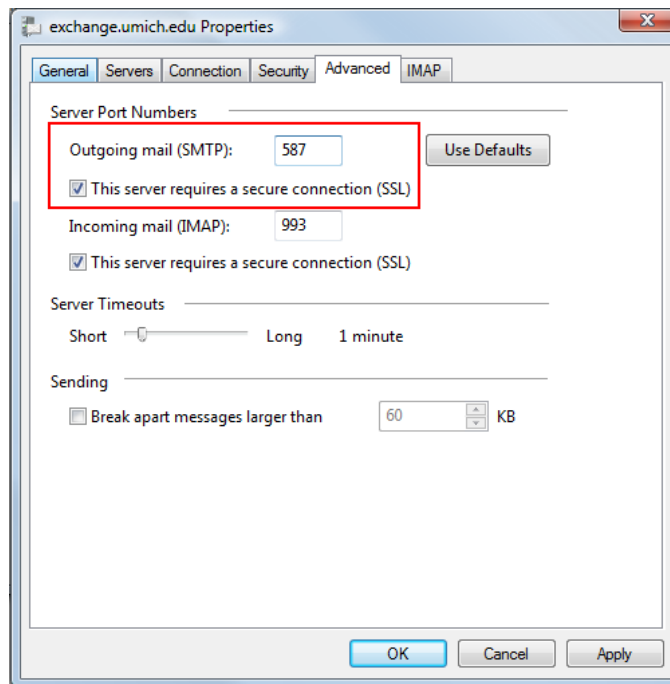 exchange.umich.edu Properties
General Servers Connection Security Advanced IMAP
Server Port Numbers
Outgoing mail (SMTP): 587 Use Defaults
This server requires a secure connection (SSL)
Incoming mail (IMAP): 993
This server requires a secure connection (SSL)
Server Timeouts
Short Long 1 minute
Sending
Break apart messages larger than 60 KB
OK Cancel Apply